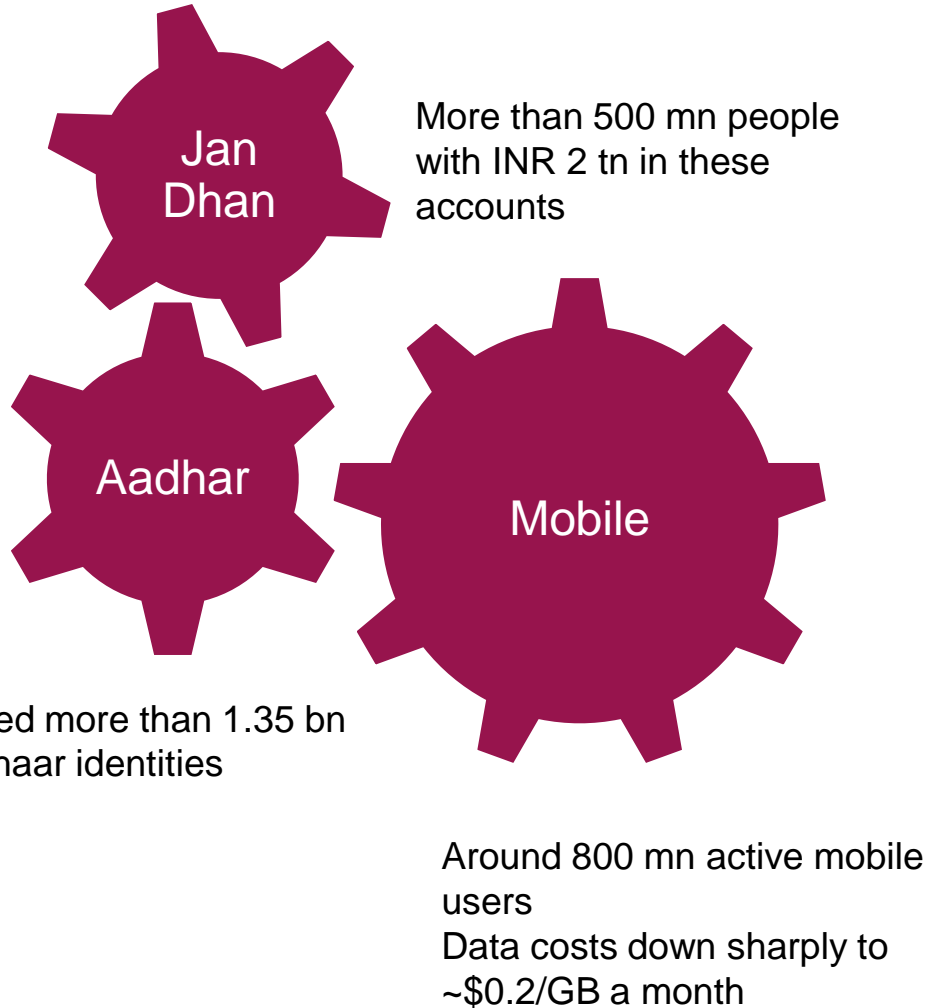 Jan
Dhan
More than 500 mn people
with INR 2 tn in these
accounts
Aadhar
Mobile
more than 1.35 bn
identities
Around 800 mn active mobile
users
Data costs down sharply to
~$0.2/GB a month